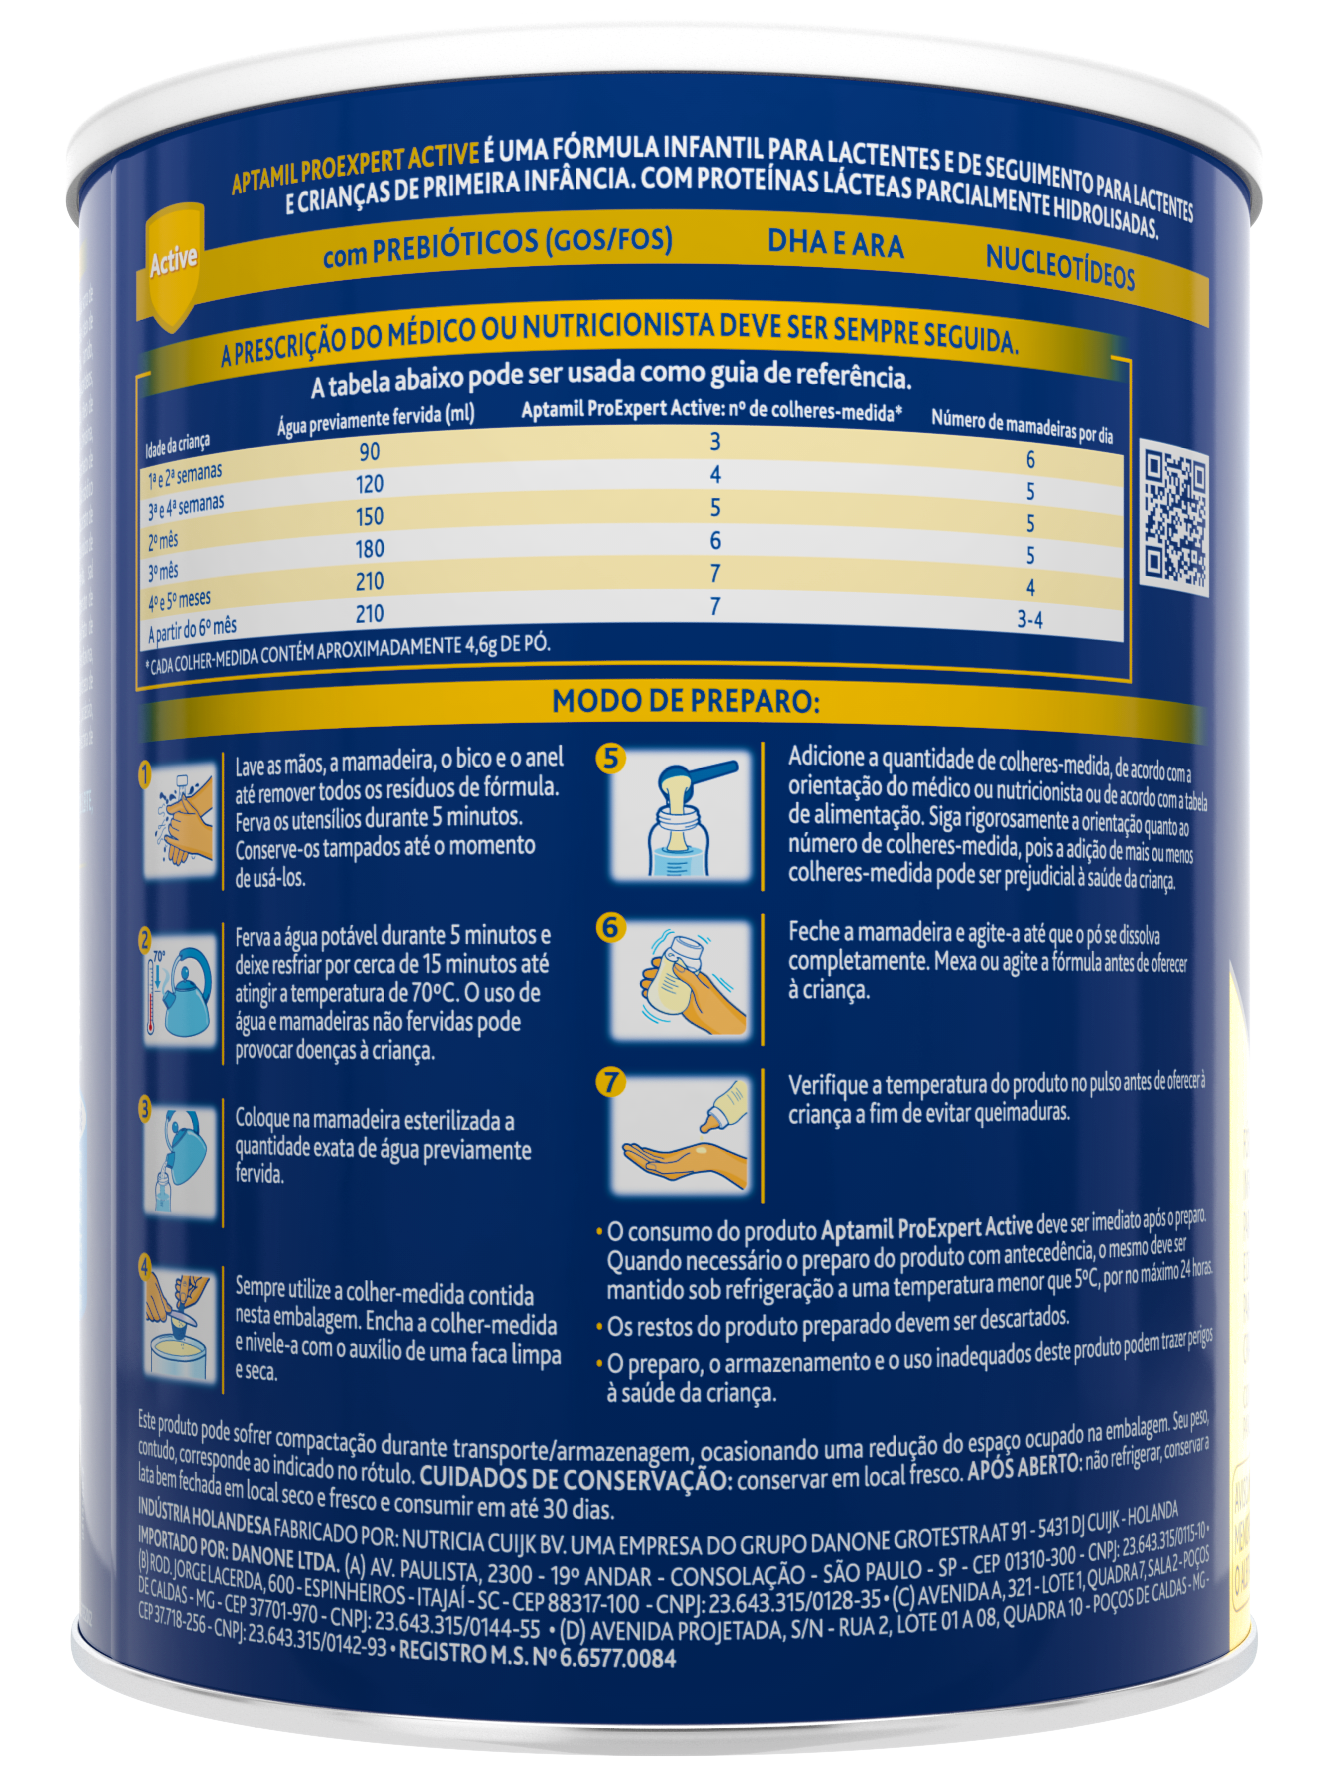 APTAMIL PROEXPERT ACTIVE É UMA FÓRMULA INFANTIL PARA LACTENTES E DE SEGUIMENTO PARA LACTENTES
E CRIANÇAS DE PRIMEIRA INFÂNCIA. COM PROTEÍNAS LÁCTEAS PARCIALMENTE HIDROLISADAS.
Active
com PREBIÓTICOS (GOS/FOS) DHA E ARA NUCLEOTÍDEOS
A PRESCRIÇÃO DO MÉDICO OU NUTRICIONISTA DEVE SER SEMPRE SEGUIDA.
A tabela abaixo pode ser usada como guia de referência.
Idade da criança Água previamente fervida (ml) Aptamil ProExpert Active: nº de colheres-medida* Número de mamadeiras por dia
1ª e 2ª semanas 90 3 6
3ª e 4ª semanas 120 4 5
2º mês 150 5 5
3º mês 180 6 5
4º e 5º meses 210 7 4
A partir do 6º mês 210 7 3-4
* CADA COLHER-MEDIDA CONTÉM APROXIMADAMENTE 4,6g DE PÓ.
MODO DE PREPARO:
1
Lave as mãos, a mamadeira, o bico e o anel
até remover todos os resíduos de fórmula.
Ferva os utensílios durante 5 minutos.
Conserve-os tampados até o momento
de usá-los.
2
70°
Ferva a água potável durante 5 minutos e
deixe resfriar por cerca de 15 minutos até
atingir a temperatura de 70ºC. O uso de
água e mamadeiras não fervidas pode
provocar doenças à criança.
3
Coloque na mamadeira esterilizada a
quantidade exata de água previamente
fervida.
4
Sempre utilize a colher-medida contida
nesta embalagem. Encha a colher-medida
e nivele-a com o auxílio de uma faca limpa
e seca.
5
Adicione a quantidade de colheres-medida, de acordo com a
orientação do médico ou nutricionista ou de acordo com a tabela
de alimentação. Siga rigorosamente a orientação quanto ao
número de colheres-medida, pois a adição de mais ou menos
colheres-medida pode ser prejudicial à saúde da criança.
6
Feche a mamadeira e agite-a até que o pó se dissolva
completamente. Mexa ou agite a fórmula antes de oferecer
à criança.
7
Verifique a temperatura do produto no pulso antes de oferecer à
criança a fim de evitar queimaduras.
• O consumo do produto Aptamil ProExpert Active deve ser imediato após o preparo.
Quando necessário o preparo do produto com antecedência, o mesmo deve ser
mantido sob refrigeração a uma temperatura menor que 5ºC, por no máximo 24 horas.
• Os restos do produto preparado devem ser descartados.
• O preparo, o armazenamento e o uso inadequados deste produto podem trazer perigos
à saúde da criança.
Este produto pode sofrer compactação durante transporte/armazenagem, ocasionando uma redução do espaço ocupado na embalagem. Seu peso,
contudo, corresponde ao indicado no rótulo. CUIDADOS DE CONSERVAÇÃO: conservar em local fresco. APÓS ABERTO: não refrigerar, conservar a
lata bem fechada em local seco e fresco e consumir em até 30 dias.
INDÚSTRIA HOLANDESA FABRICADO POR: NUTRICIA CUIJK BV. UMA EMPRESA DO GRUPO DANONE GROTESTRAAT 91 - 5431 DJ CUIJK - HOLANDA
IMPORTADO POR: DANONE LTDA. (A) AV. PAULISTA, 2300 - 19º ANDAR - CONSOLAÇÃO - SÃO PAULO - SP - CEP 01310-300 - CNPJ: 23.643.315/0115-10 •
(B) ROD. JORGE LACERDA, 600 - ESPINHEIROS - ITAJAÍ - SC - CEP 88317-100 - CNPJ: 23.643.315/0128-35 • (C) AVENIDA A, 321 - LOTE 1, QUADRA 7, SALA 2 - POÇOS
DE CALDAS - MG - CEP 37701-970 - CNPJ: 23.643.315/0144-55 • (D) AVENIDA PROJETADA, S/N - RUA 2, LOTE 01 A 08, QUADRA 10 - POÇOS DE CALDAS - MG -
CEP 37.718-256 - CNPJ: 23.643.315/0142-93 • REGISTRO M.S. Nº 6.6577.0084